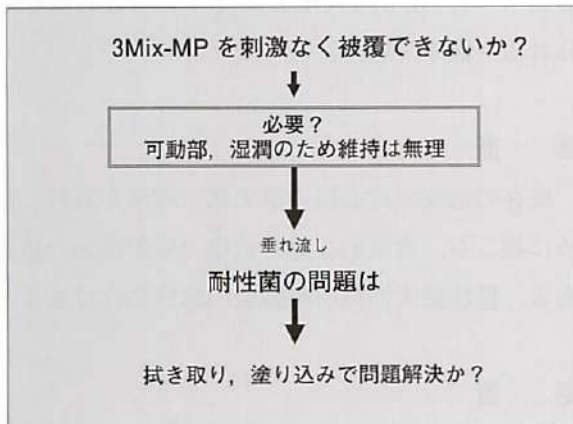 3Mix-MP を刺激なく被覆できないか？
必要？
可動部，湿潤のため維持は無理
垂れ流し
耐性菌の問題は
拭き取り，塗り込みで問題解決か？